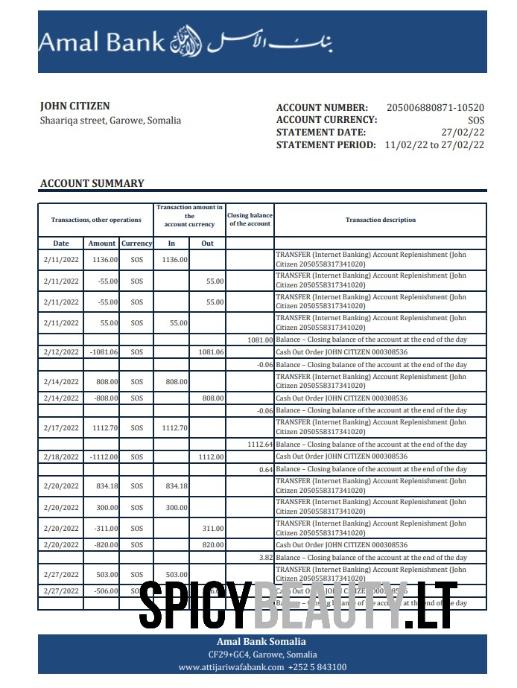 Amal Bank بنك الأمل
JOHN CITIZEN
Shaariqa street, Garowe, Somalia
ACCOUNT NUMBER: 205006880871-10520
ACCOUNT CURRENCY: SOS
STATEMENT DATE: 27/02/22
STATEMENT PERIOD: 11/02/22 to 27/02/22
ACCOUNT SUMMARY
Transactions, other operations
Transaction amount in
the
account currency
Closing balance
of the account
Transaction description
Date Amount Currency In Out
2/11/2022 1136.00 SOS 1136.00 TRANSFER (Internet Banking) Account Replenishment (John
Citizen 2050558317341020)
2/11/2022 -55.00 SOS 55.00 TRANSFER (Internet Banking) Account Replenishment (John
Citizen 2050558317341020)
2/11/2022 -55.00 SOS 55.00 TRANSFER (Internet Banking) Account Replenishment (John
Citizen 2050558317341020)
2/11/2022 55.00 SOS 55.00 TRANSFER (Internet Banking) Account Replenishment (John
Citizen 2050558317341020)
1081.00 Balance – Closing balance of the account at the end of the day
2/12/2022 -1081.06 SOS 1081.06 Cash Out Order JOHN CITIZEN 000308536
-0.06 Balance – Closing balance of the account at the end of the day
2/14/2022 808.00 SOS 808.00 TRANSFER (Internet Banking) Account Replenishment (John
Citizen 2050558317341020)
2/14/2022 -808.00 SOS 808.00 Cash Out Order JOHN CITIZEN 000308536
-0.06 Balance – Closing balance of the account at the end of the day
2/17/2022 1112.70 SOS 1112.70 TRANSFER (Internet Banking) Account Replenishment (John
Citizen 2050558317341020)
1112.64 Balance – Closing balance of the account at the end of the day
2/18/2022 -1112.00 SOS 1112.00 Cash Out Order JOHN CITIZEN 000308536
0.64 Balance – Closing balance of the account at the end of the day
2/20/2022 834.18 SOS 834.18 TRANSFER (Internet Banking) Account Replenishment (John
Citizen 2050558317341020)
2/20/2022 300.00 SOS 300.00 TRANSFER (Internet Banking) Account Replenishment (John
Citizen 2050558317341020)
2/20/2022 -311.00 SOS 311.00 TRANSFER (Internet Banking) Account Replenishment (John
Citizen 2050558317341020)
2/20/2022 -820.00 SOS 820.00 Cash Out Order JOHN CITIZEN 000308536
3.82 Balance – Closing balance of the account at the end of the day
2/27/2022 503.00 SOS 503.00 TRANSFER (Internet Banking) Account Replenishment (John
Citizen 2050558317341020)
2/27/2022 -506.00 SOS Cash Out Order JOHN CITIZEN
Balance – Closing balance of the account at the end of the day
SPICYBEAUTY.LT
Amal Bank Somalia
CF29+GC4, Garowe, Somalia
www.attijariwafabank.com +252 5 843100